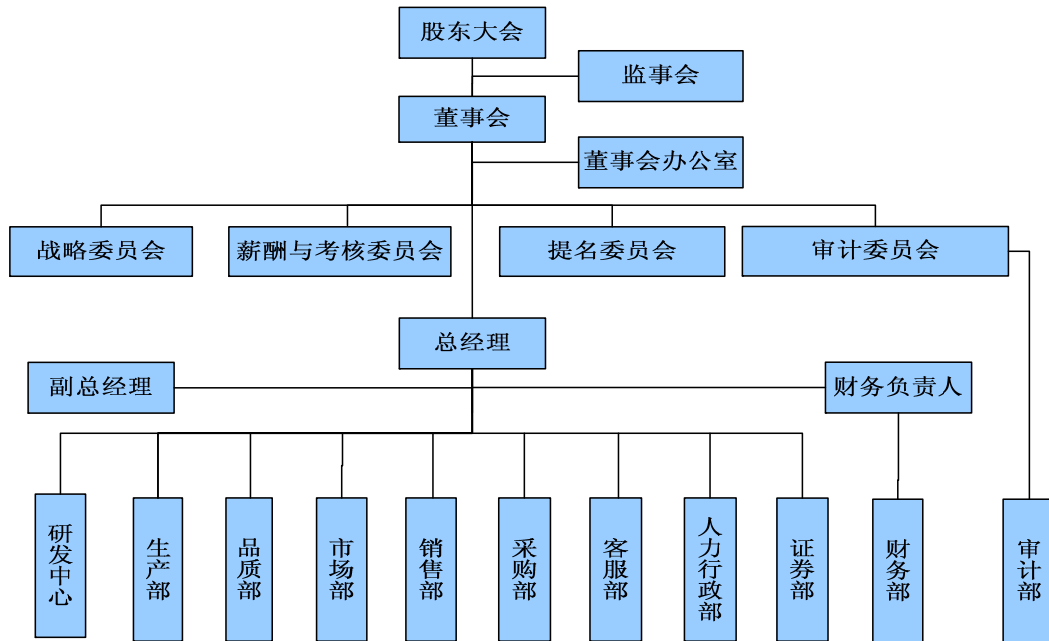 股东大会
监事会
董事会
董事会办公室
战略委员会
薪酬与考核委员会
提名委员会
审计委员会
总经理
副总经理
财务负责人
研发中心
生产部
品质部
市场部
销售部
采购部
客服部
人力行政部
证券部
财务部
审计部